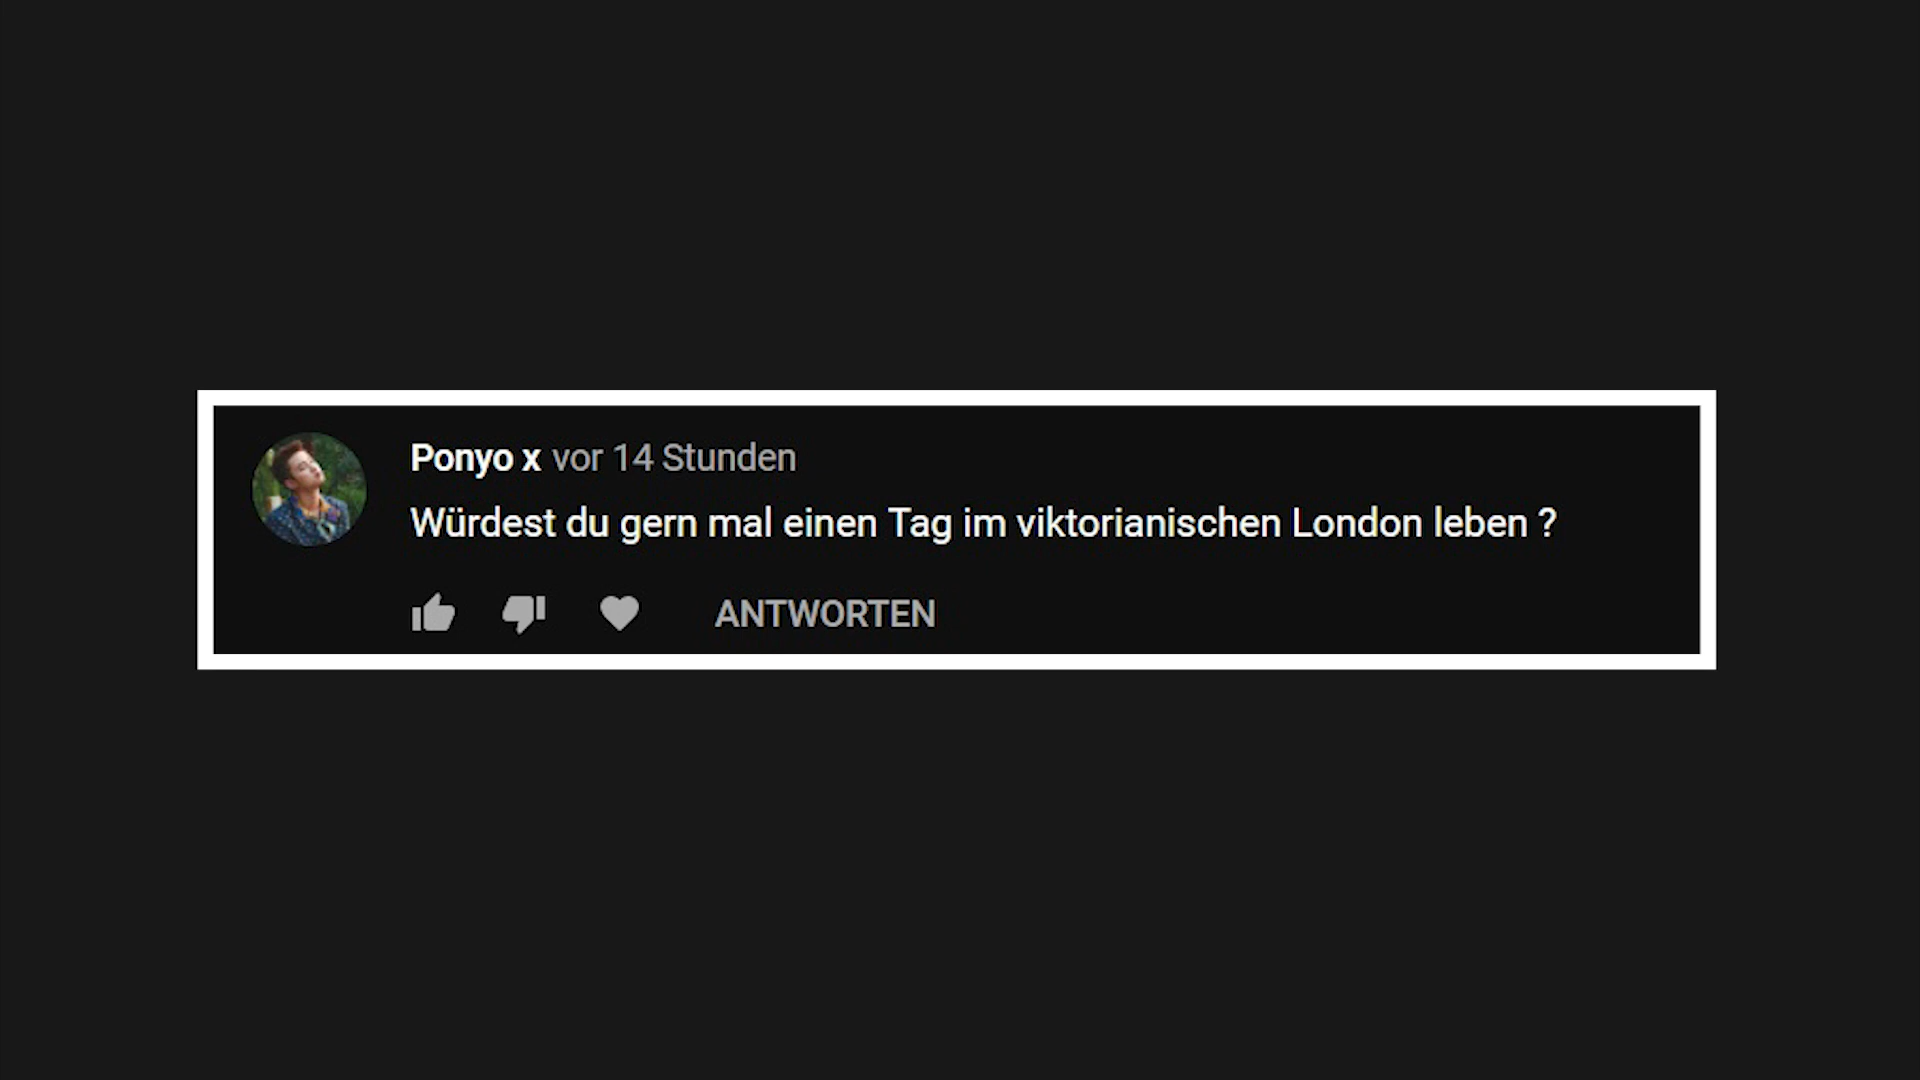 Ponyo x vor 14 Stunden
Würdest du gern mal einen Tag im viktorianischen London leben ?
ANTWORTEN